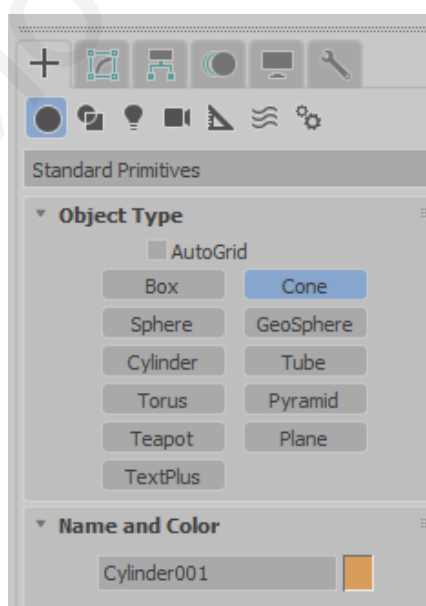 Standard Primitives
Object Type
AutoGrid
Box Cone
Sphere GeoSphere
Cylinder Tube
Torus Pyramid
Teapot Plane
TextPlus
Name and Color
Cylinder001